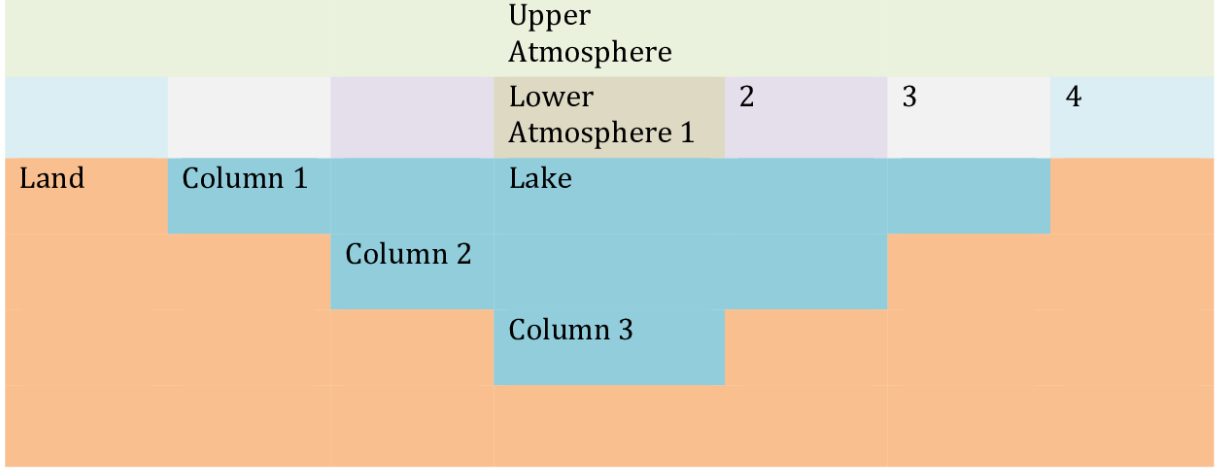 Upper
Atmosphere
Lower
Atmosphere 1
2
3
4
Land
Column 1
Lake
Column 2
Column 3